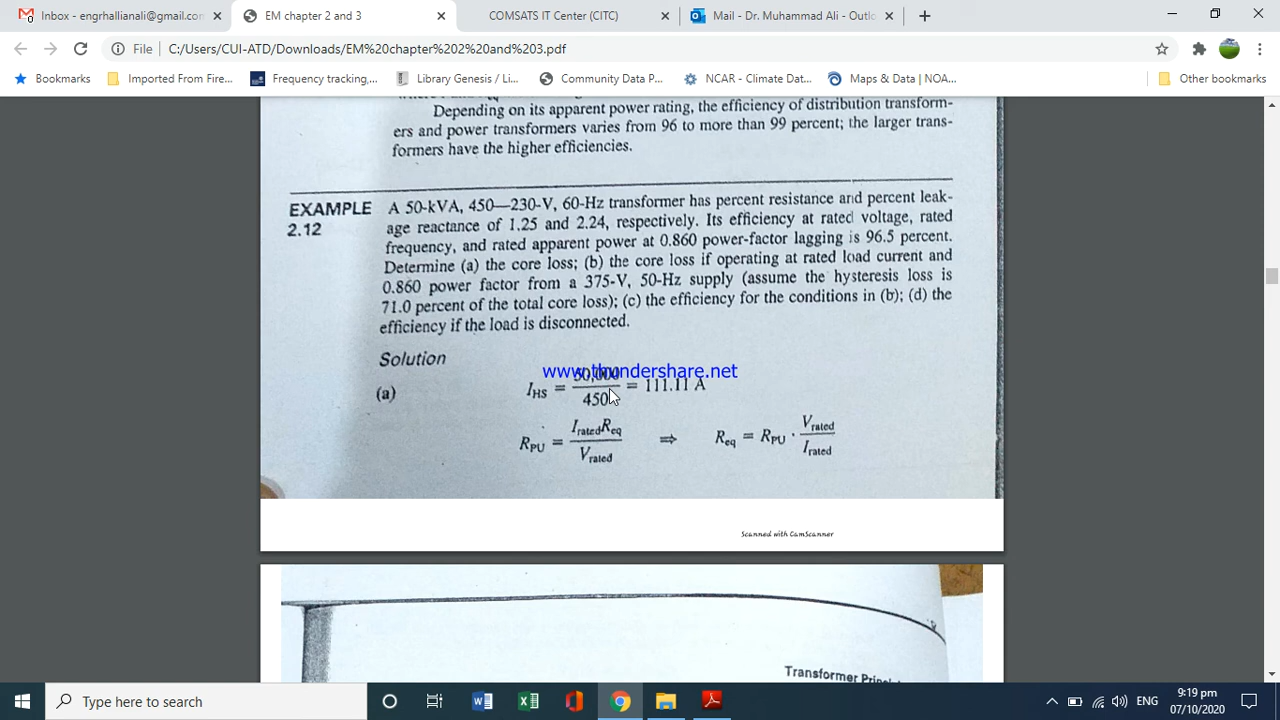 Inbox - engrhallianali@gmail.com
EM chapter 2 and 3
COMSATS IT Center (CITC)
Mail - Dr. Muhammad Ali - Outlo
File
C:/Users/CUI-ATD/Downloads/EM%20chapter%202%20and%203.pdf
Bookmarks
Imported From Fire...
Frequency tracking,...
Library Genesis / Li...
Community Data P...
NCAR - Climate Dat...
Maps & Data | NOA...
Other bookmarks
Depending on its apparent power rating, the efficiency of distribution transform-
ers and power transformers varies from 96 to more than 99 percent; the larger trans-
formers have the higher efficiencies.
EXAMPLE
2.12
A 50-kVA, 450—230-V, 60-Hz transformer has percent resistance and percent leak-
age reactance of 1.25 and 2.24, respectively. Its efficiency at rated voltage, rated
frequency, and rated apparent power at 0.860 power-factor lagging is 96.5 percent.
Determine (a) the core loss; (b) the core loss if operating at rated load current and
0.860 power factor from a 375-V, 50-Hz supply (assume the hysteresis loss is
71.0 percent of the total core loss); (c) the efficiency for the conditions in (b); (d) the
efficiency if the load is disconnected.
Solution
www.thundershare.net
(a) I_HS = 50,000 / 450 = 111.11 A
R_PU = I_rated R_eq / V_rated ⇒ R_eq = R_PU · V_rated / I_rated
Scanned with CamScanner
Transformer Princi
Type here to search
9:19 pm
07/10/2020